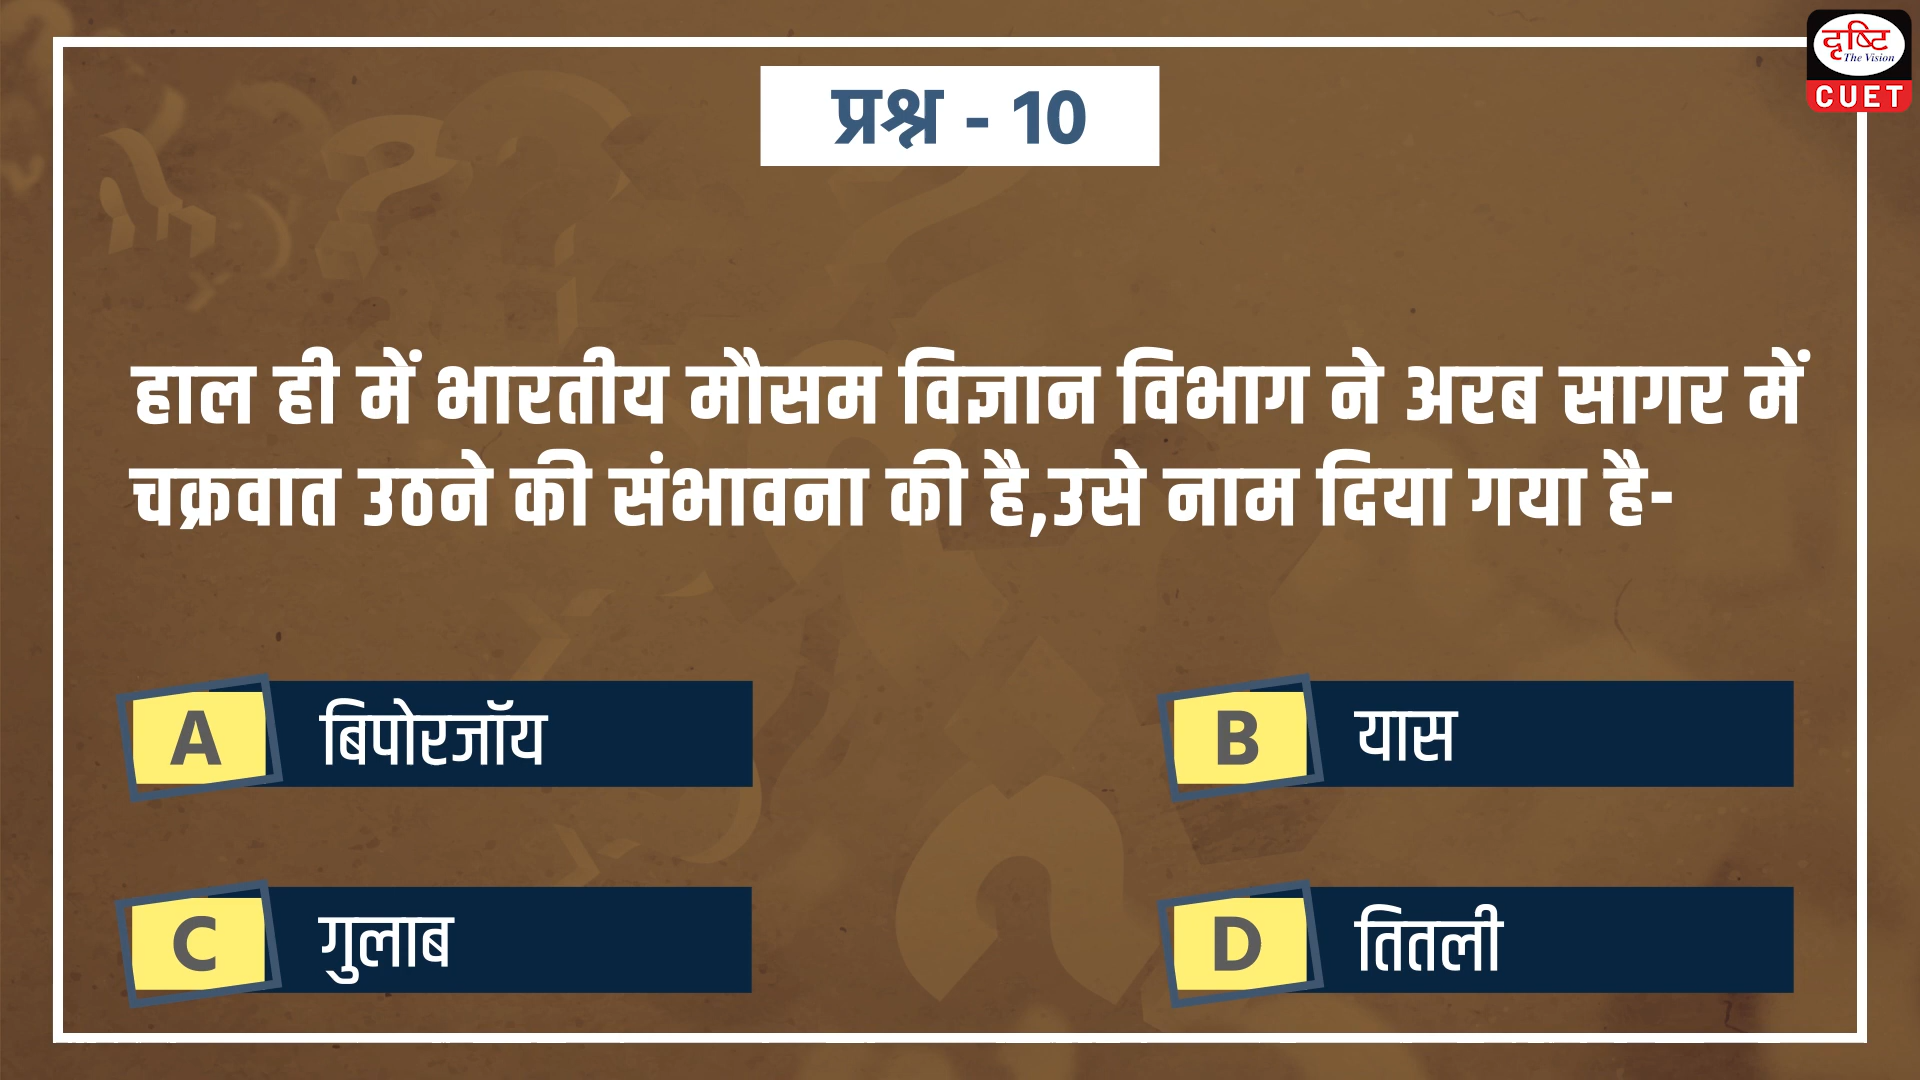 दृष्टि
The Vision
CUET
प्रश्न - 10
हाल ही में भारतीय मौसम विज्ञान विभाग ने अरब सागर में
चक्रवात उठने की संभावना की है,उसे नाम दिया गया है-
A बिपोरजॉय
B यास
C गुलाब
D तितली